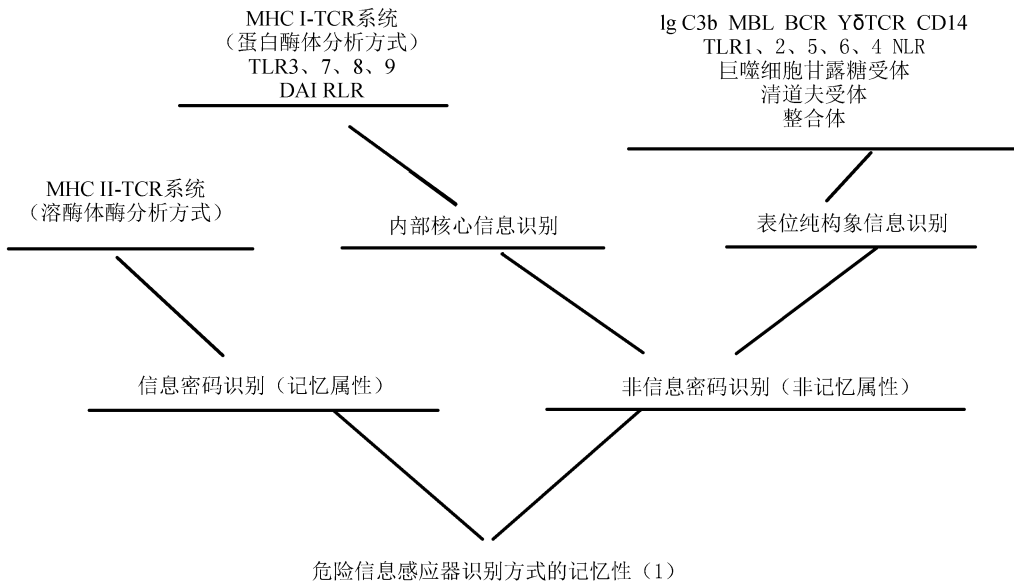 MHC I-TCR系统
（蛋白酶体分析方式）
TLR3、7、8、9
DAI RLR
Ig C3b MBL BCR YδTCR CD14
TLR1、2、5、6、4 NLR
巨噬细胞甘露糖受体
清道夫受体
整合体
MHC II-TCR系统
（溶酶体酶分析方式）
内部核心信息识别
表位纯构象信息识别
信息密码识别（记忆属性）
非信息密码识别（非记忆属性）
危险信息感应器识别方式的记忆性（1）